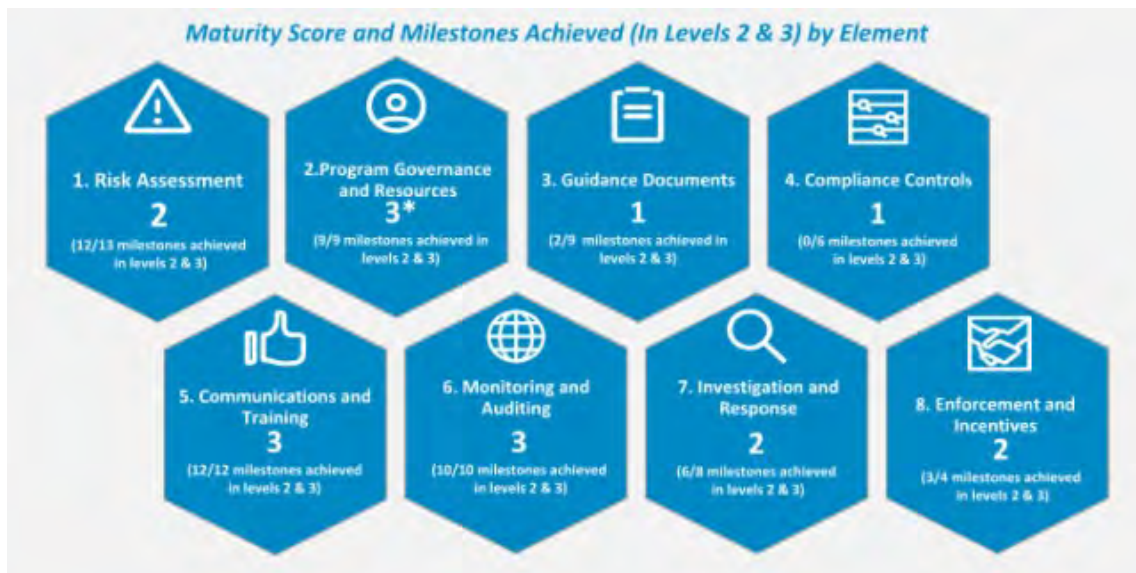 Maturity Score and Milestones Achieved (In Levels 2 & 3) by Element
1. Risk Assessment
2
(12/13 milestones achieved
in levels 2 & 3)
2.Program Governance
and Resources
3*
(9/9 milestones achieved in
levels 2 & 3)
3. Guidance Documents
1
(2/9 milestones achieved in
levels 2 & 3)
4. Compliance Controls
1
(0/6 milestones achieved
in levels 2 & 3)
5. Communications and
Training
3
(12/12 milestones achieved
in levels 2 & 3)
6. Monitoring and
Auditing
3
(10/10 milestones achieved
in levels 2 & 3)
7. Investigation and
Response
2
(6/8 milestones achieved
in levels 2 & 3)
8. Enforcement and
Incentives
2
(3/4 milestones achieved
in levels 2 & 3)